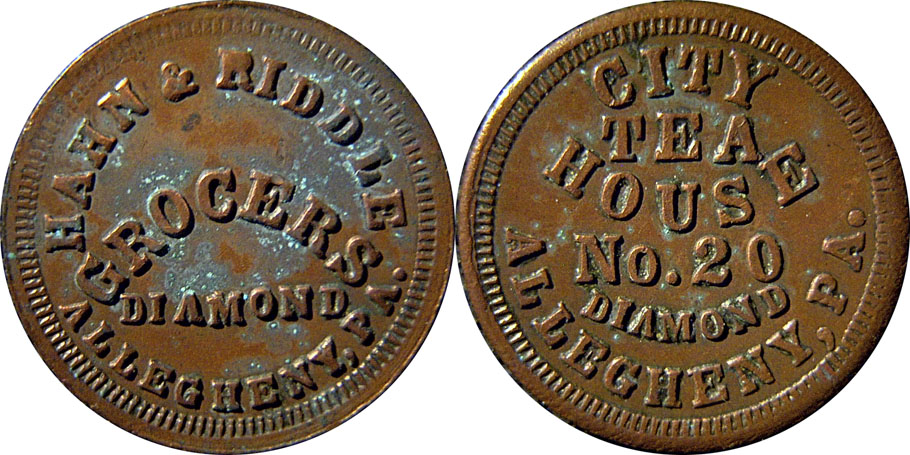 HAHN & RIDDLE
GROCERS
DIAMOND
ALLEGHENY, PA.
CITY
TEA
HOUSE
No. 20
DIAMOND
ALLEGHENY, PA.